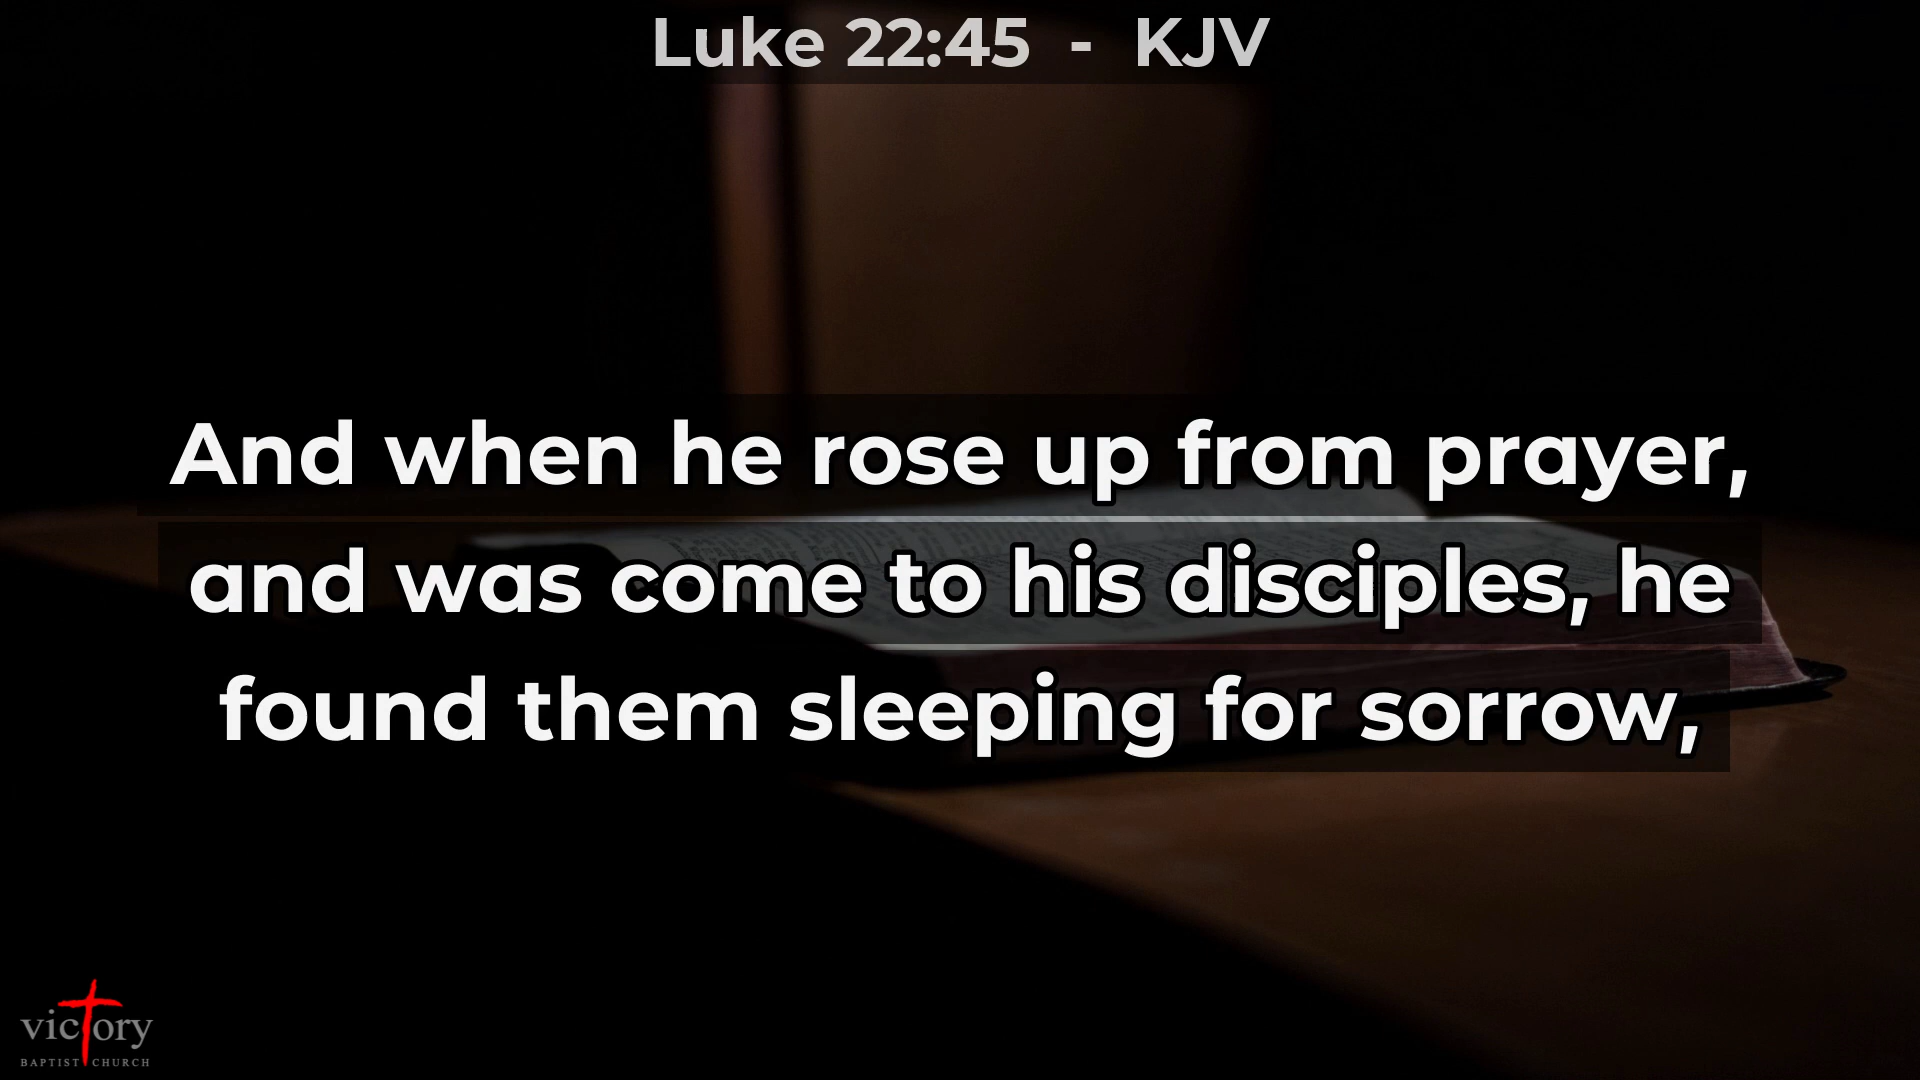 Luke 22:45 - KJV
And when he rose up from prayer,
and was come to his disciples, he
found them sleeping for sorrow,
victory
BAPTIST CHURCH